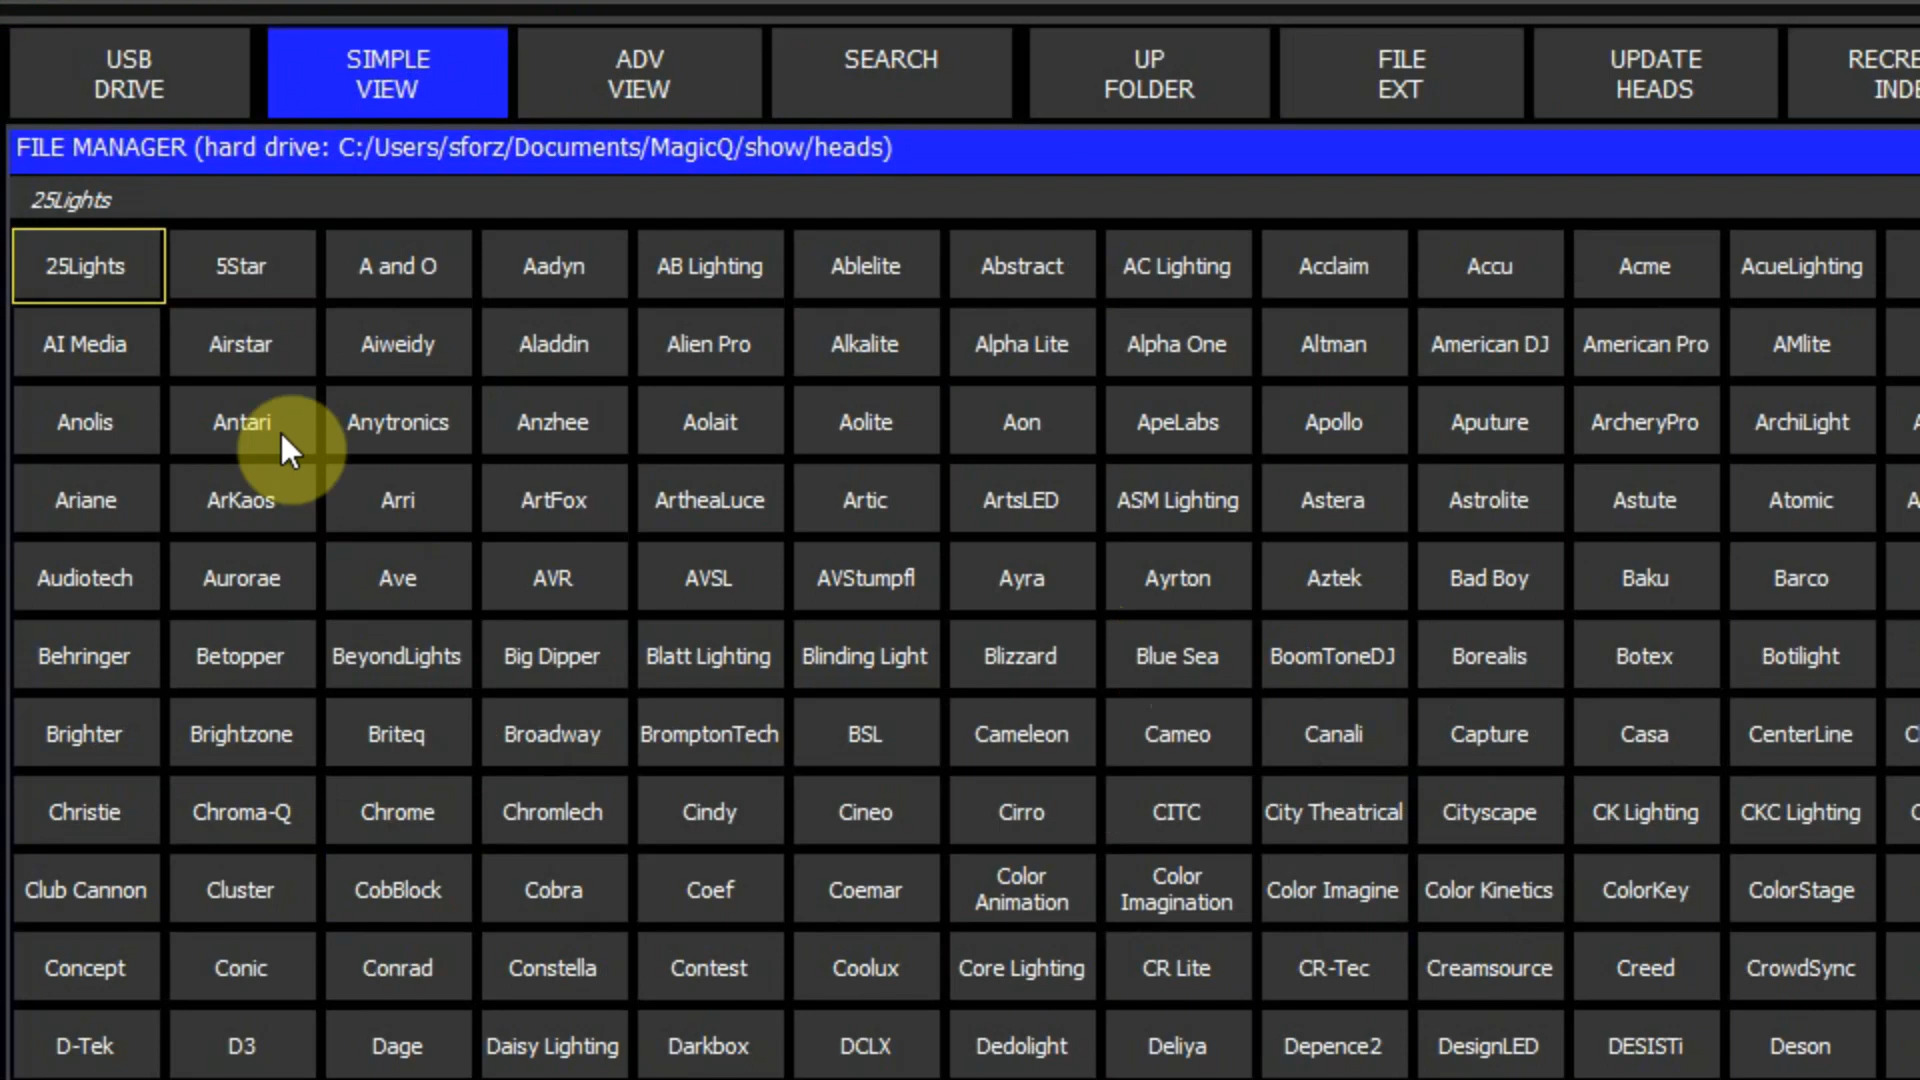 USB DRIVE
SIMPLE VIEW
ADV VIEW
SEARCH
UP FOLDER
FILE EXT
UPDATE HEADS
FILE MANAGER (hard drive: C:/Users/sforz/Documents/MagicQ/show/heads)
25Lights
25Lights 5Star A and O Aadyn AB Lighting Ablelite Abstract AC Lighting Acclaim Accu Acme AcueLighting
AI Media Airstar Aiweidy Aladdin Alien Pro Alkalite Alpha Lite Alpha One Altman American DJ American Pro AMlite
Anolis Antari Anytronics Anzhee Aolait Aolite Aon ApeLabs Apollo Aputure ArcheryPro ArchiLight
Ariane ArKaos Arri ArtFox ArtheaLuce Artic ArtsLED ASM Lighting Astera Astrolite Astute Atomic
Audiotech Aurorae Ave AVR AVSL AVStumpfl Ayra Ayrton Aztek Bad Boy Baku Barco
Behringer Betopper BeyondLights Big Dipper Blatt Lighting Blinding Light Blizzard Blue Sea BoomToneDJ Borealis Botex Botilight
Brighter Brightzone Briteq Broadway BromptonTech BSL Cameleon Cameo Canali Capture Casa CenterLine
Christie Chroma-Q Chrome Chromlech Cindy Cineo Cirro CITC City Theatrical Cityscape CK Lighting CKC Lighting
Club Cannon Cluster CobBlock Cobra Coef Coemar Color Animation Color Imagination Color Imagine Color Kinetics ColorKey ColorStage
Concept Conic Conrad Constella Contest Coolux Core Lighting CR Lite CR-Tec Creamsource Creed CrowdSync
D-Tek D3 Dage Daisy Lighting Darkbox DCLX Dedolight Deliya Depence2 DesignLED DESISTi Deson